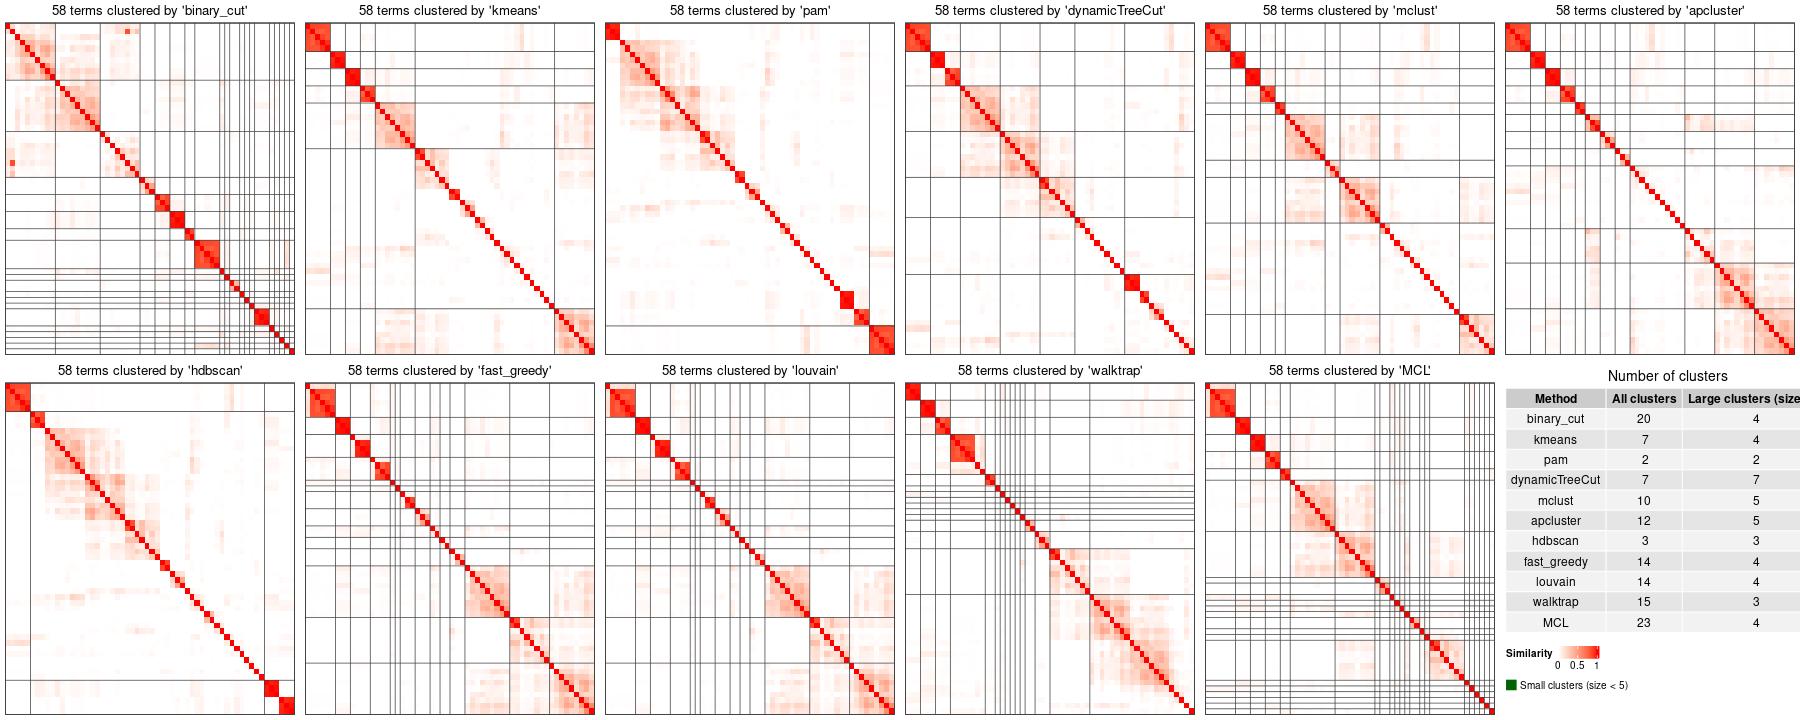 58 terms clustered by 'binary_cut'
58 terms clustered by 'kmeans'
58 terms clustered by 'pam'
58 terms clustered by 'dynamicTreeCut'
58 terms clustered by 'mclust'
58 terms clustered by 'apcluster'
58 terms clustered by 'hdbscan'
58 terms clustered by 'fast_greedy'
58 terms clustered by 'louvain'
58 terms clustered by 'walktrap'
58 terms clustered by 'MCL'
Number of clusters
Method All clusters Large clusters (size
binary_cut 20 4
kmeans 7 4
pam 2 2
dynamicTreeCut 7 7
mclust 10 5
apcluster 12 5
hdbscan 3 3
fast_greedy 14 4
louvain 14 4
walktrap 15 3
MCL 23 4
Similarity
0 0.5 1
Small clusters (size < 5)